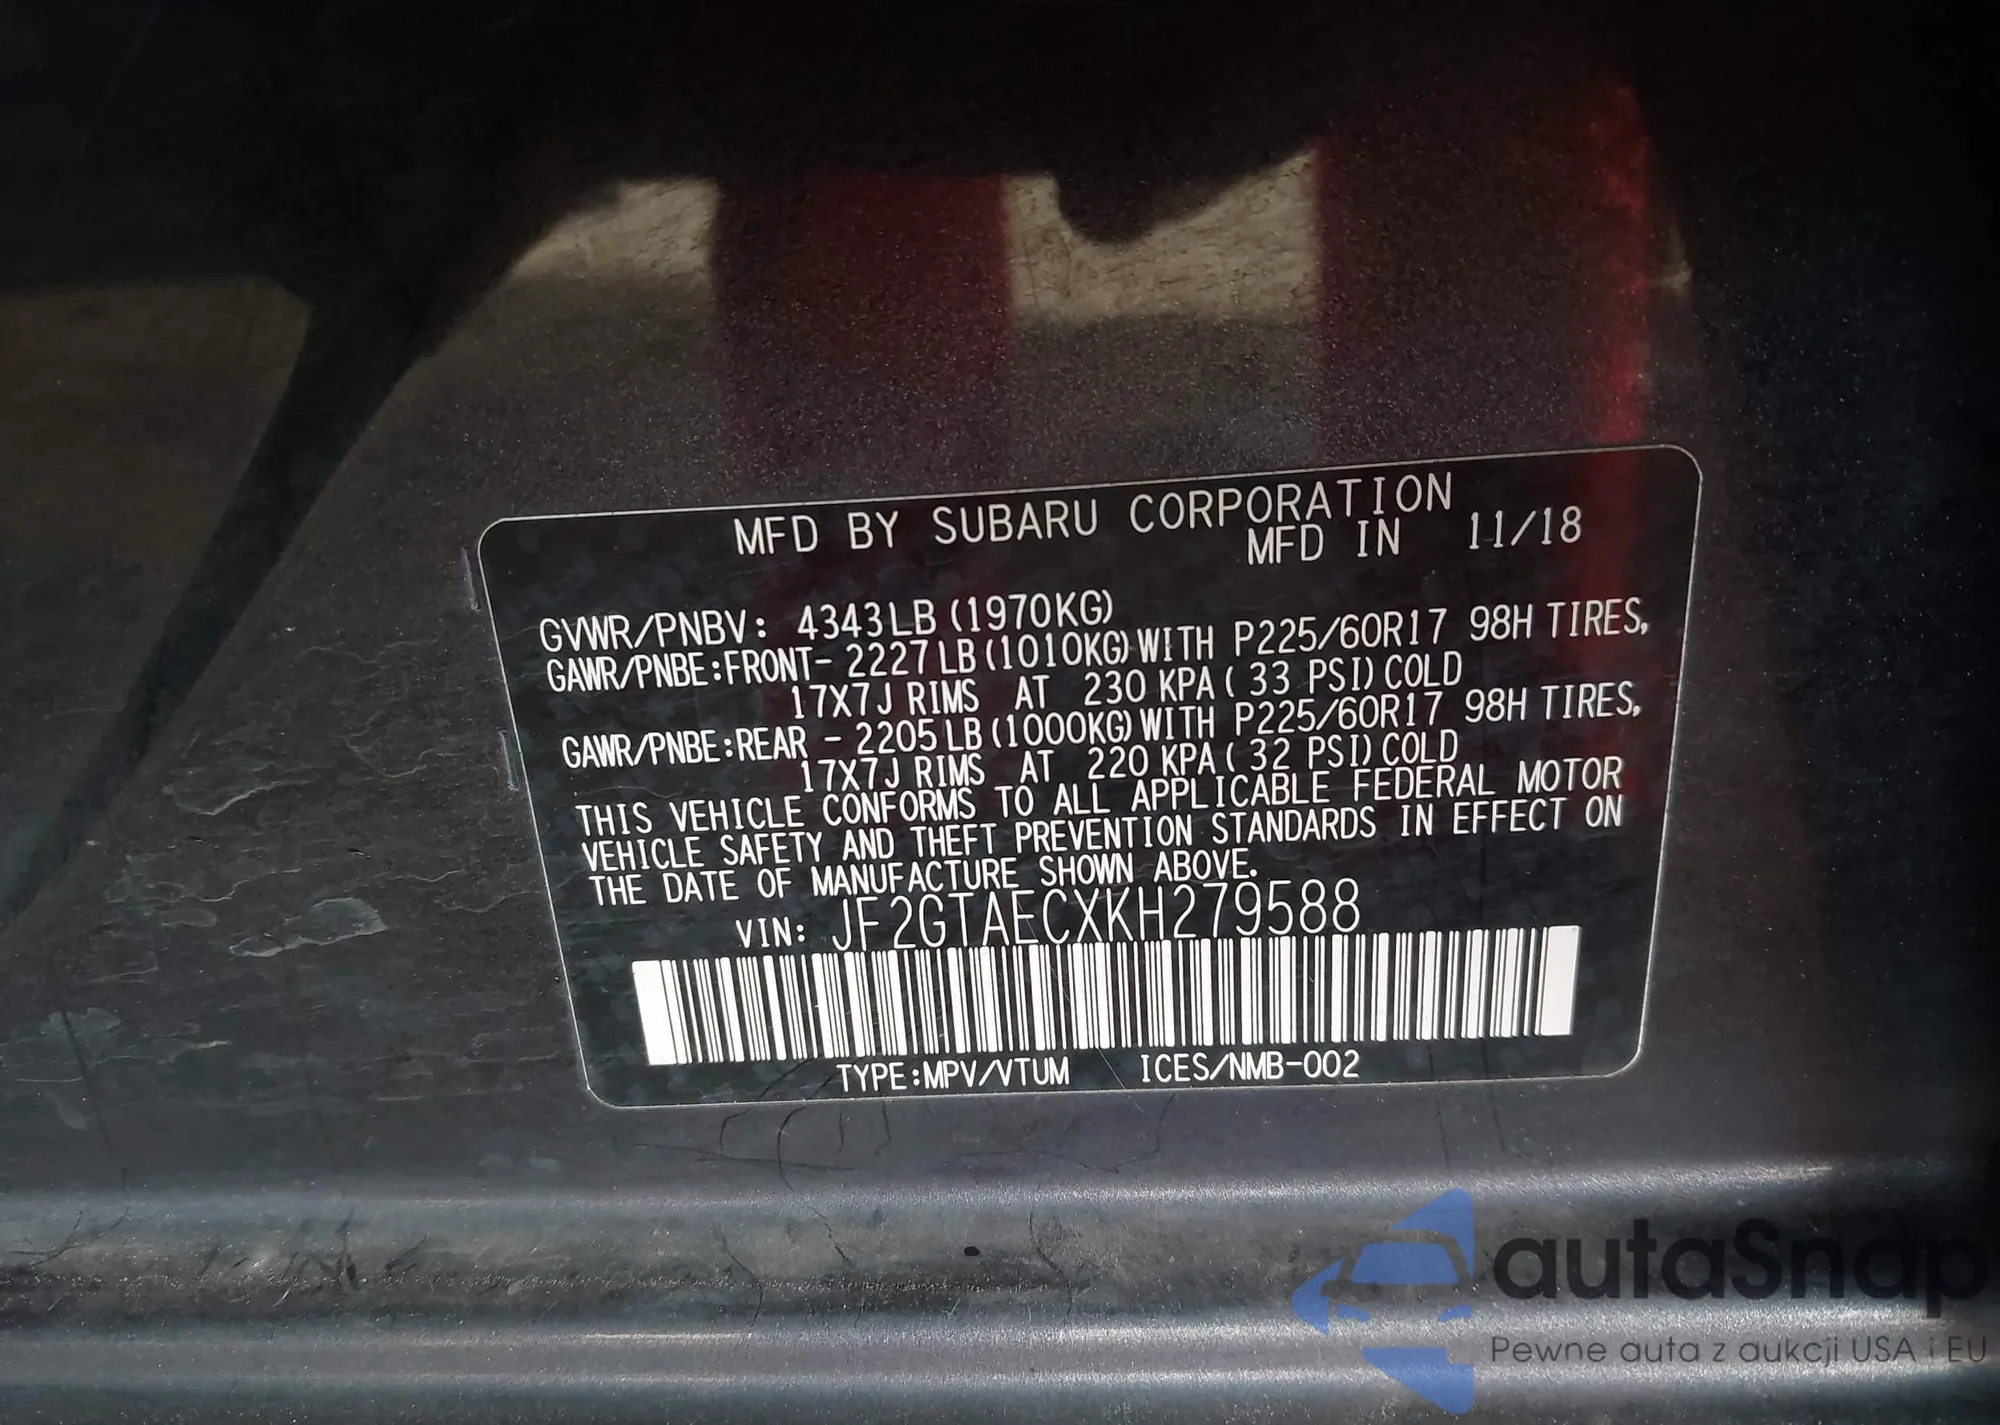 MFD BY SUBARU CORPORATION
MFD IN 11/18
GVWR/PNBV: 4343LB(1970KG)
GAWR/PNBE:FRONT- 2227LB(1010KG)WITH P225/60R17 98H TIRES,
17X7J RIMS AT 230 KPA( 33 PSI)COLD
GAWR/PNBE:REAR - 2205LB(1000KG)WITH P225/60R17 98H TIRES,
17X7J RIMS AT 220 KPA( 32 PSI)COLD
THIS VEHICLE CONFORMS TO ALL APPLICABLE FEDERAL MOTOR
VEHICLE SAFETY AND THEFT PREVENTION STANDARDS IN EFFECT ON
THE DATE OF MANUFACTURE SHOWN ABOVE.
VIN: JF2GTAECXKH279588
TYPE:MPV/VTUM ICES/NMB-002
autaSnap
Pewne auta z aukcji USA i EU